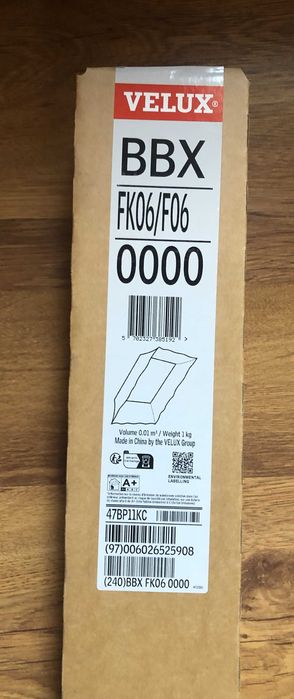 VELUX®
BBX
FK06/F06
0000
5 702327 385192 >
Volume 0.01 m³ / Weight 1 kg
Made in China by the VELUX Group
ENVIRONMENTAL
LABELLING
A+
47BP11KC
(97)006026525908
(240)BBX FK06 0000